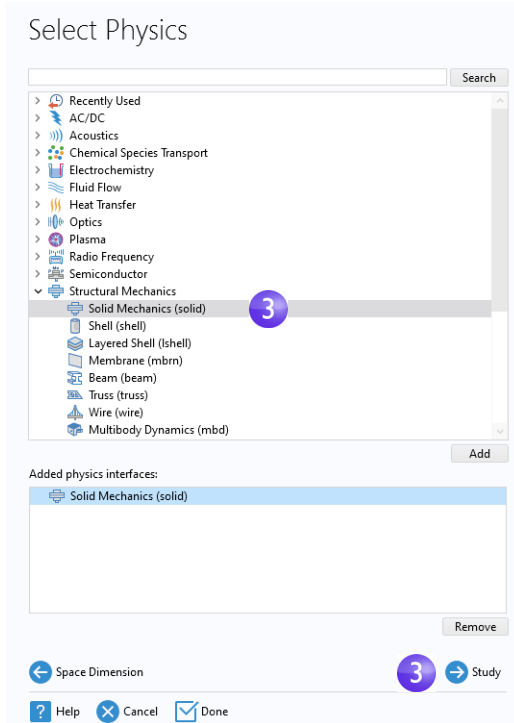 Select Physics
Search
Recently Used
AC/DC
Acoustics
Chemical Species Transport
Electrochemistry
Fluid Flow
Heat Transfer
Optics
Plasma
Radio Frequency
Semiconductor
Structural Mechanics
Solid Mechanics (solid) 3
Shell (shell)
Layered Shell (lshell)
Membrane (mbrn)
Beam (beam)
Truss (truss)
Wire (wire)
Multibody Dynamics (mbd)
Add
Added physics interfaces:
Solid Mechanics (solid)
Remove
Space Dimension 3 Study
? Help Cancel Done